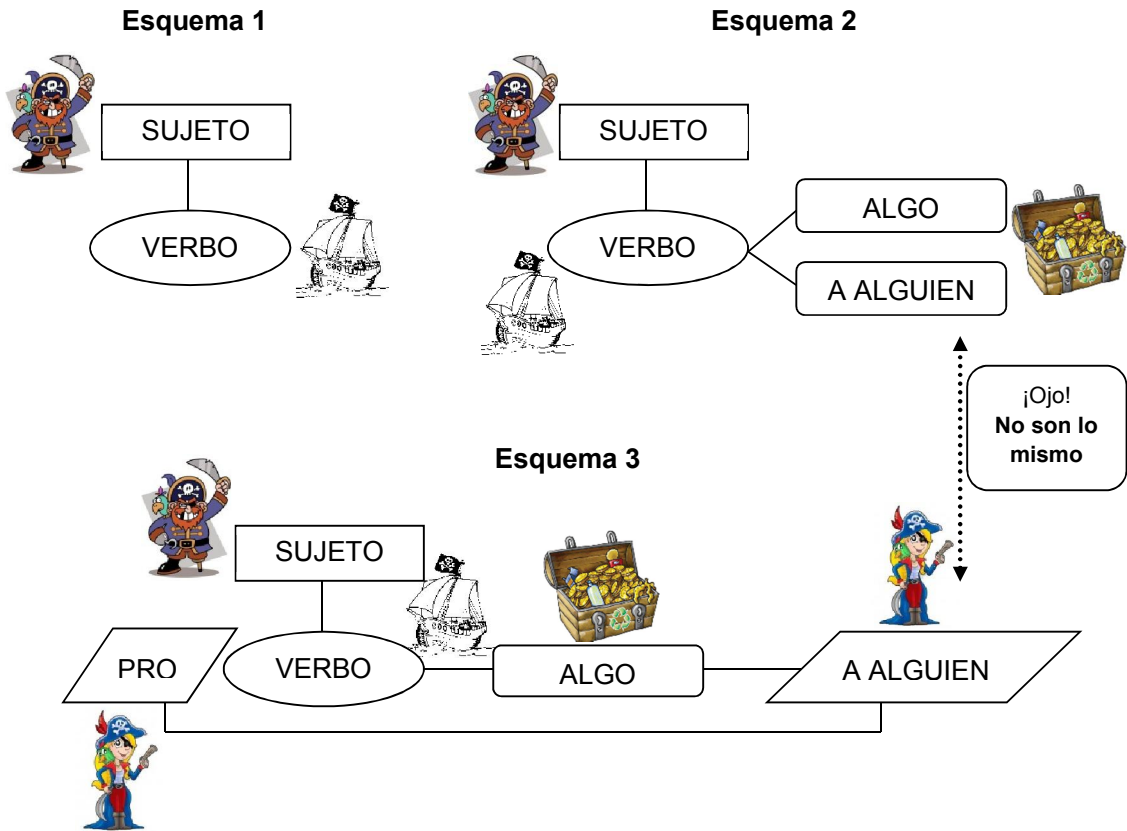 Esquema 1
SUJETO
VERBO
Esquema 2
SUJETO
VERBO
ALGO
A ALGUIEN
¡Ojo!
No son lo
mismo
Esquema 3
SUJETO
PRO
VERBO
ALGO
A ALGUIEN